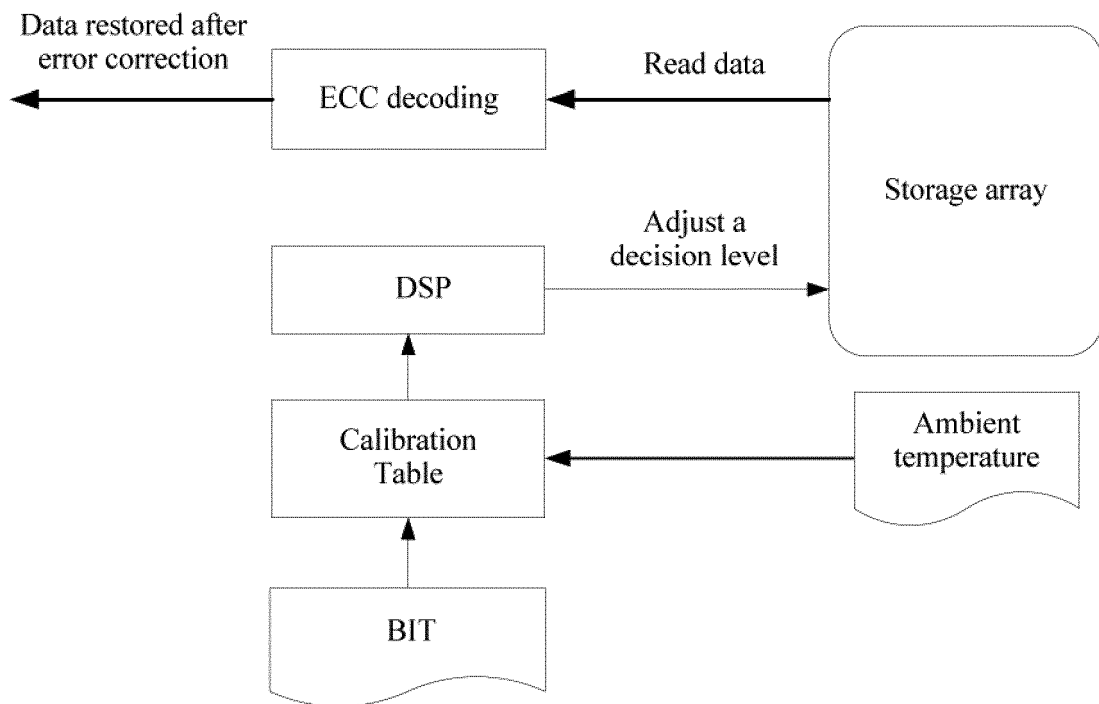 Data restored after
error correction
ECC decoding
Read data
Storage array
Adjust a
decision level
DSP
Calibration
Table
Ambient
temperature
BIT